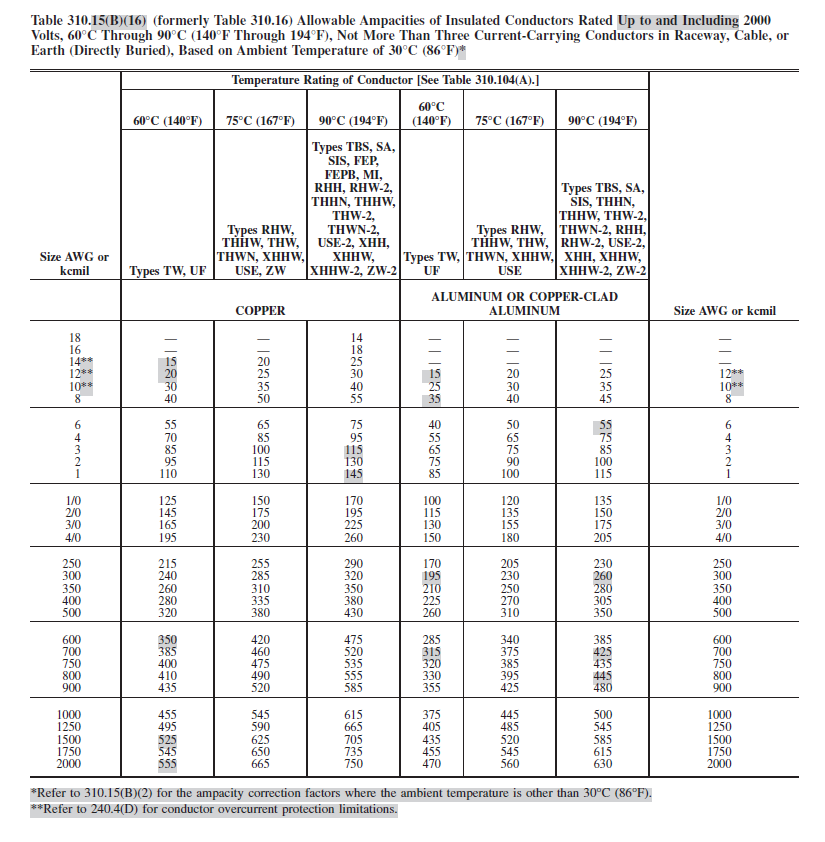 Table 310.15(B)(16) (formerly Table 310.16) Allowable Ampacities of Insulated Conductors Rated Up to and Including 2000
Volts, 60°C Through 90°C (140°F Through 194°F), Not More Than Three Current-Carrying Conductors in Raceway, Cable, or
Earth (Directly Buried), Based on Ambient Temperature of 30°C (86°F)*
Temperature Rating of Conductor [See Table 310.104(A).]
60°C (140°F) 75°C (167°F) 90°C (194°F) 60°C (140°F) 75°C (167°F) 90°C (194°F)
Size AWG or
kcmil
Types TW, UF
Types RHW,
THHW, THW,
THWN, XHHW,
USE, ZW
Types TBS, SA,
SIS, FEP,
FEPB, MI,
RHH, RHW-2,
THHN, THHW,
THW-2,
THWN-2,
USE-2, XHH,
XHHW,
XHHW-2, ZW-2
Types TW,
UF
Types RHW,
THHW, THW,
THWN, XHHW,
USE
Types TBS, SA,
SIS, THHN,
THHW, THW-2,
THWN-2, RHH,
RHW-2, USE-2,
XHH, XHHW,
XHHW-2, ZW-2
COPPER
ALUMINUM OR COPPER-CLAD
ALUMINUM
Size AWG or kcmil
18 — — 14 — — — —
16 — — 18 — — — —
14** 15 20 25 — — — —
12** 20 25 30 15 20 25 12**
10** 30 35 40 25 30 35 10**
8 40 50 55 35 40 45 8
6 55 65 75 40 50 55 6
4 70 85 95 55 65 75 4
3 85 100 115 65 75 85 3
2 95 115 130 75 90 100 2
1 110 130 145 85 100 115 1
1/0 125 150 170 100 120 135 1/0
2/0 145 175 195 115 135 150 2/0
3/0 165 200 225 130 155 175 3/0
4/0 195 230 260 150 180 205 4/0
250 215 255 290 170 205 230 250
300 240 285 320 195 230 260 300
350 260 310 350 210 250 280 350
400 280 335 380 225 270 305 400
500 320 380 430 260 310 350 500
600 350 420 475 285 340 385 600
700 385 460 520 315 375 425 700
750 400 475 535 320 385 435 750
800 410 490 555 330 395 445 800
900 435 520 585 355 425 480 900
1000 455 545 615 375 445 500 1000
1250 495 590 665 405 485 545 1250
1500 525 625 705 435 520 585 1500
1750 545 650 735 455 545 615 1750
2000 555 665 750 470 560 630 2000
*Refer to 310.15(B)(2) for the ampacity correction factors where the ambient temperature is other than 30°C (86°F).
**Refer to 240.4(D) for conductor overcurrent protection limitations.